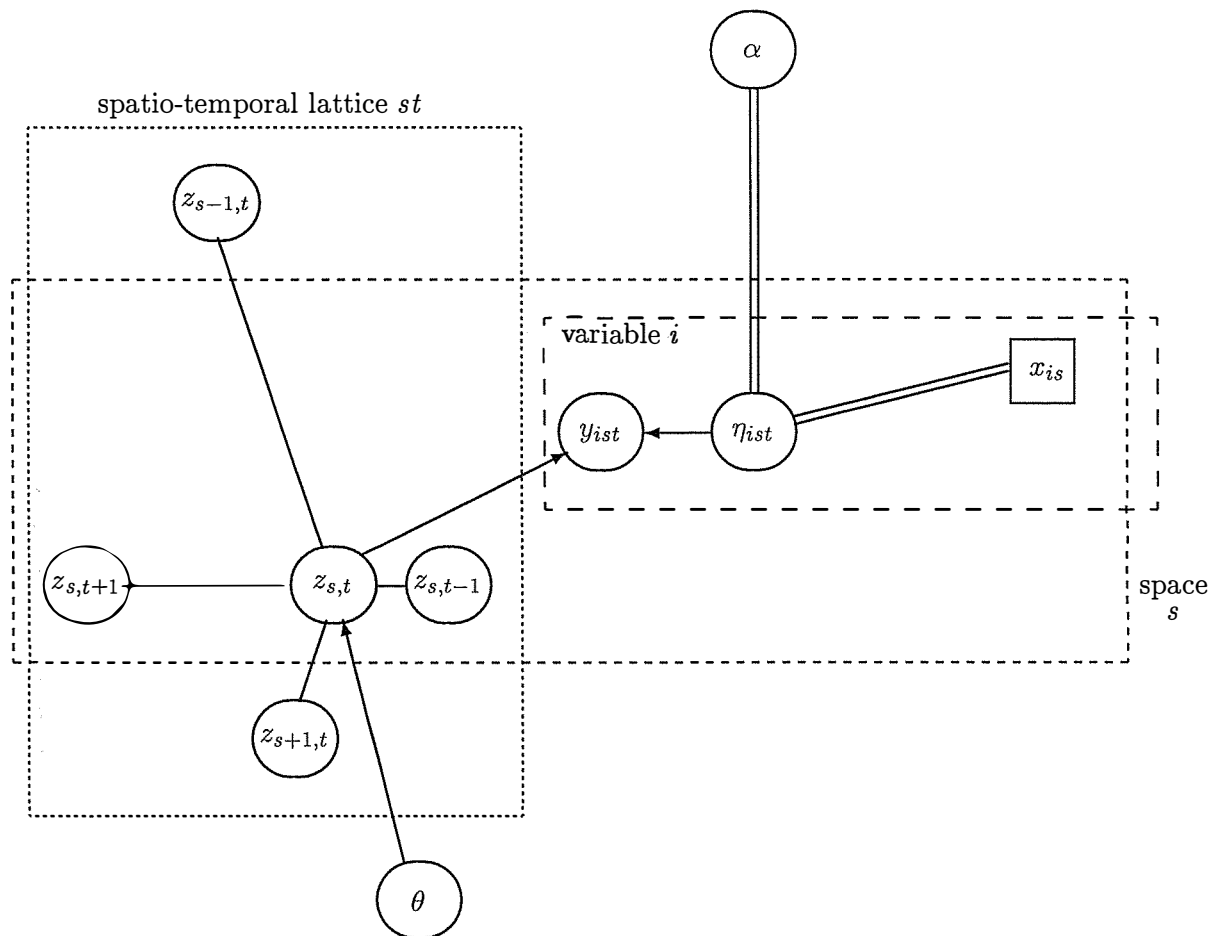 α
spatio-temporal lattice st
z_{s−1,t}
variable i
x_{is}
y_{ist}
η_{ist}
z_{s,t+1}
z_{s,t}
z_{s,t−1}
space
s
z_{s+1,t}
θ